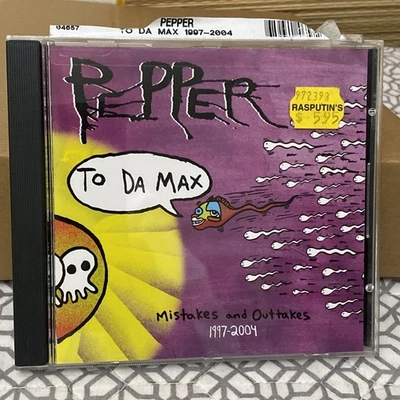 04657
PEPPER
TO DA MAX 1997-2004
PEPPER
972393
RASPUTIN'S
$ 5.95
TO DA MAX
Mistakes and Outtakes
1997-2004